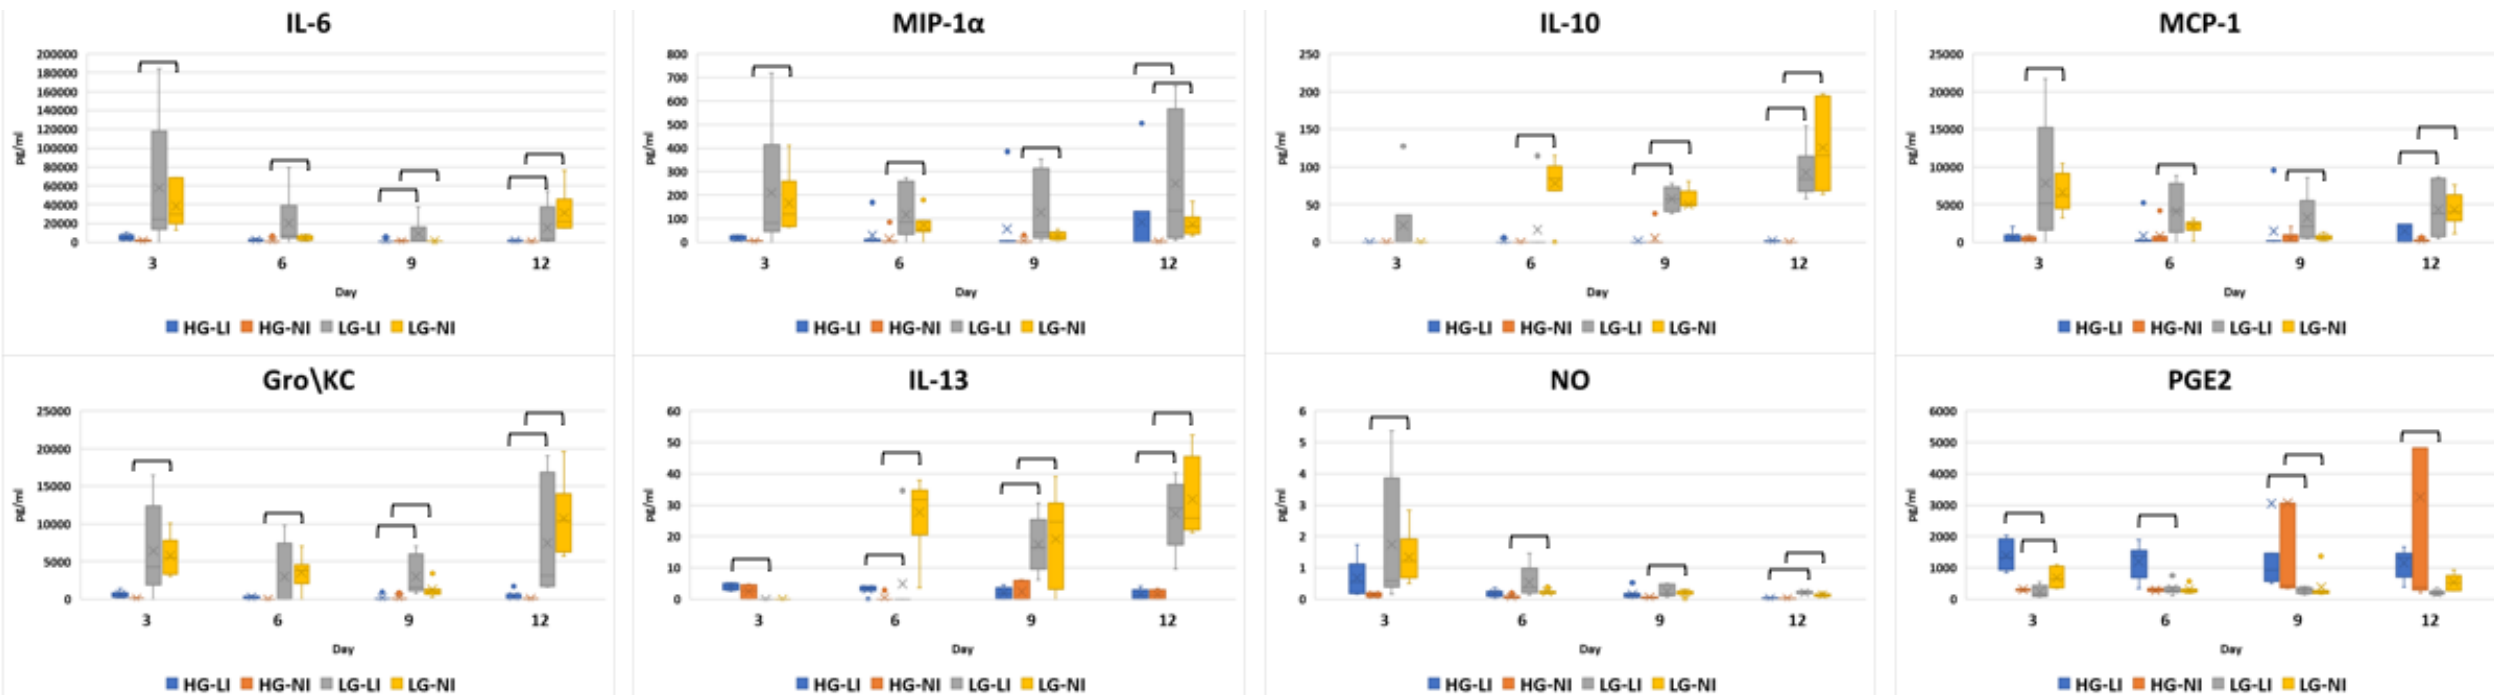 IL-6
200000
180000
160000
140000
120000
100000
80000
60000
40000
20000
0
pg/ml
3 6 9 12
Day
HG-LI HG-NI LG-LI LG-NI
MIP-1α
800
700
600
500
400
300
200
100
0
pg/ml
3 6 9 12
Day
HG-LI HG-NI LG-LI LG-NI
IL-10
250
200
150
100
50
0
pg/ml
3 6 9 12
Day
HG-LI HG-NI LG-LI LG-NI
MCP-1
25000
20000
15000
10000
5000
0
pg/ml
3 6 9 12
Day
HG-LI HG-NI LG-LI LG-NI
Gro\KC
25000
20000
15000
10000
5000
0
pg/ml
3 6 9 12
Day
HG-LI HG-NI LG-LI LG-NI
IL-13
60
50
40
30
20
10
0
pg/ml
3 6 9 12
Day
HG-LI HG-NI LG-LI LG-NI
NO
6
5
4
3
2
1
0
pg/ml
3 6 9 12
Day
HG-LI HG-NI LG-LI LG-NI
PGE2
6000
5000
4000
3000
2000
1000
0
pg/ml
3 6 9 12
Day
HG-LI HG-NI LG-LI LG-NI